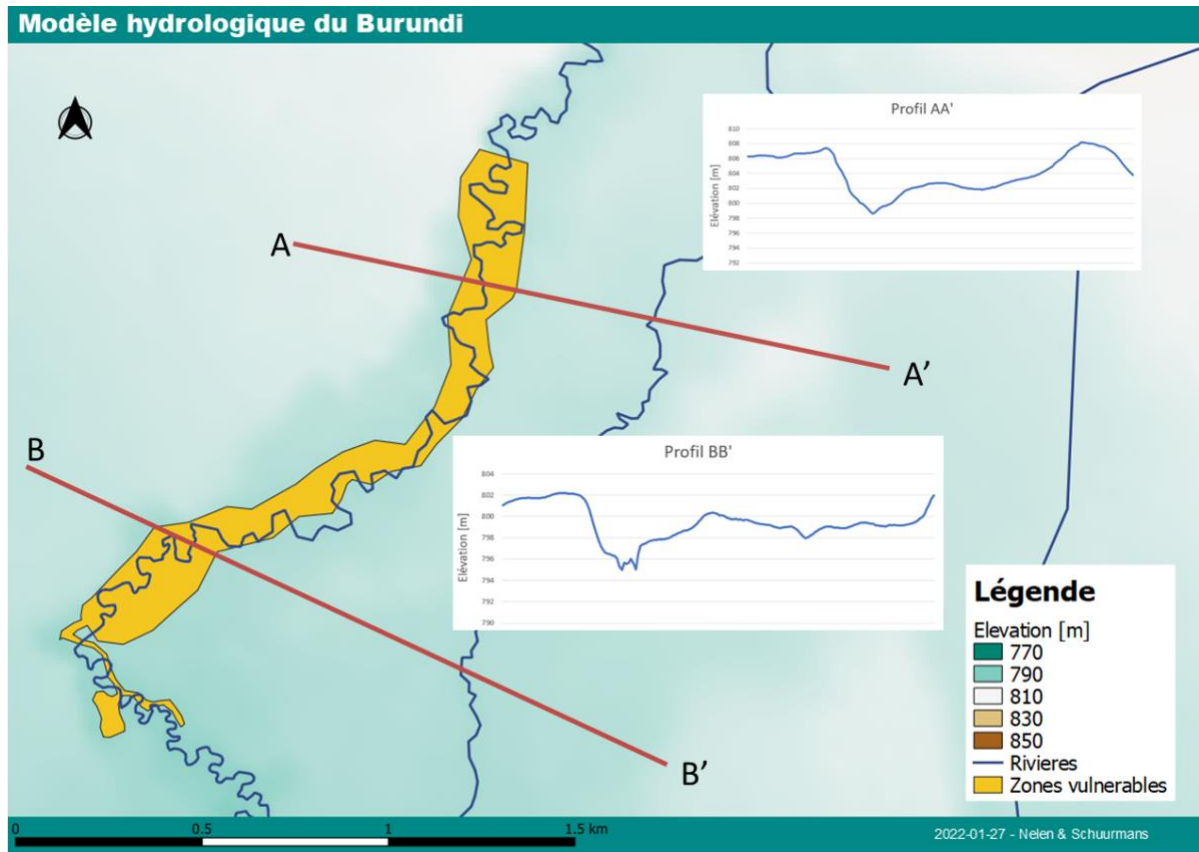 Modèle hydrologique du Burundi
Profil AA'
Elévation [m]
810
808
806
804
802
800
798
796
794
792
A
A'
B
B'
Profil BB'
Elévation [m]
804
802
800
798
796
794
792
790
Légende
Elevation [m]
770
790
810
830
850
Rivieres
Zones vulnerables
0 0.5 1 1.5 km
2022-01-27 - Nelen & Schuurmans